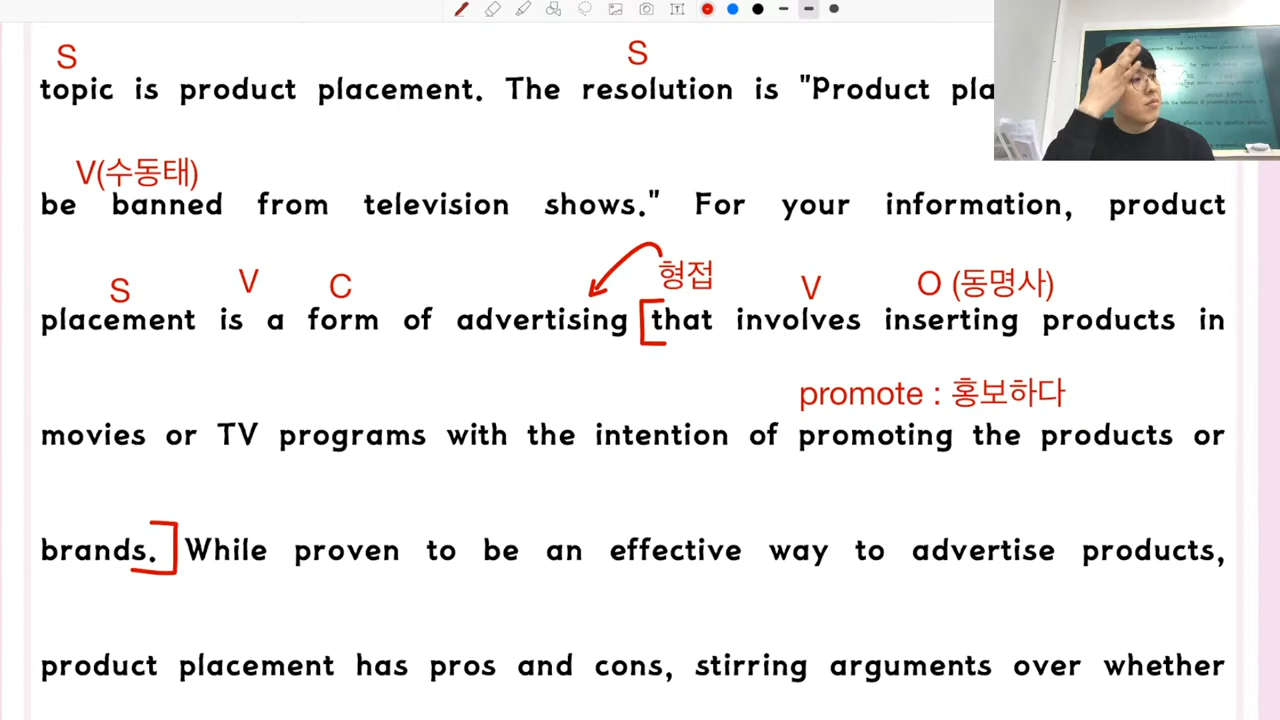 S S
topic is product placement. The resolution is "Product pla
V(수동태)
be banned from television shows." For your information, product
S V C 형접 V O (동명사)
placement is a form of advertising [that involves inserting products in
promote : 홍보하다
movies or TV programs with the intention of promoting the products or
brands.] While proven to be an effective way to advertise products,
product placement has pros and cons, stirring arguments over whether